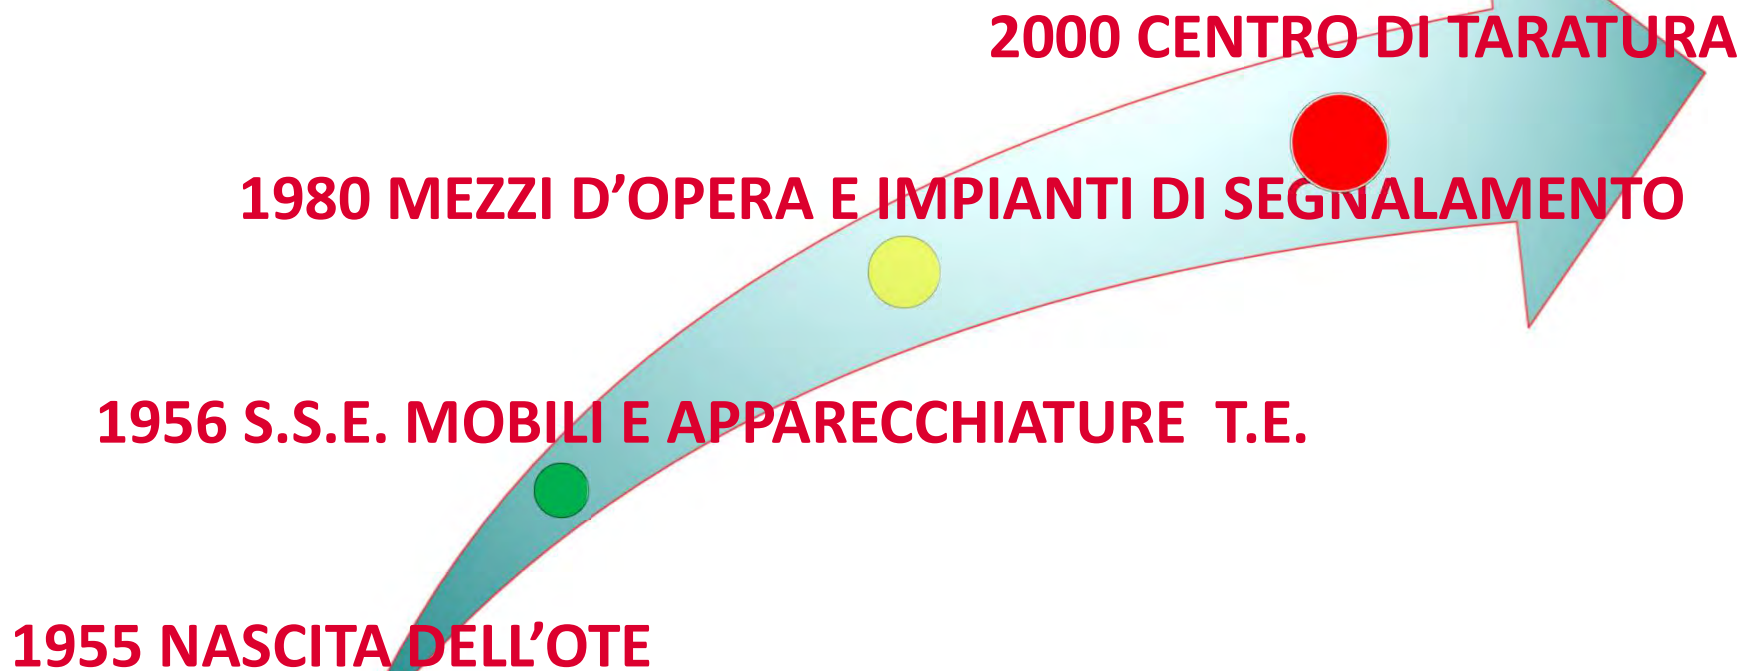 2000 CENTRO DI TARATURA
1980 MEZZI D’OPERA E IMPIANTI DI SEGNALAMENTO
1956 S.S.E. MOBILI E APPARECCHIATURE T.E.
1955 NASCITA DELL’OTE